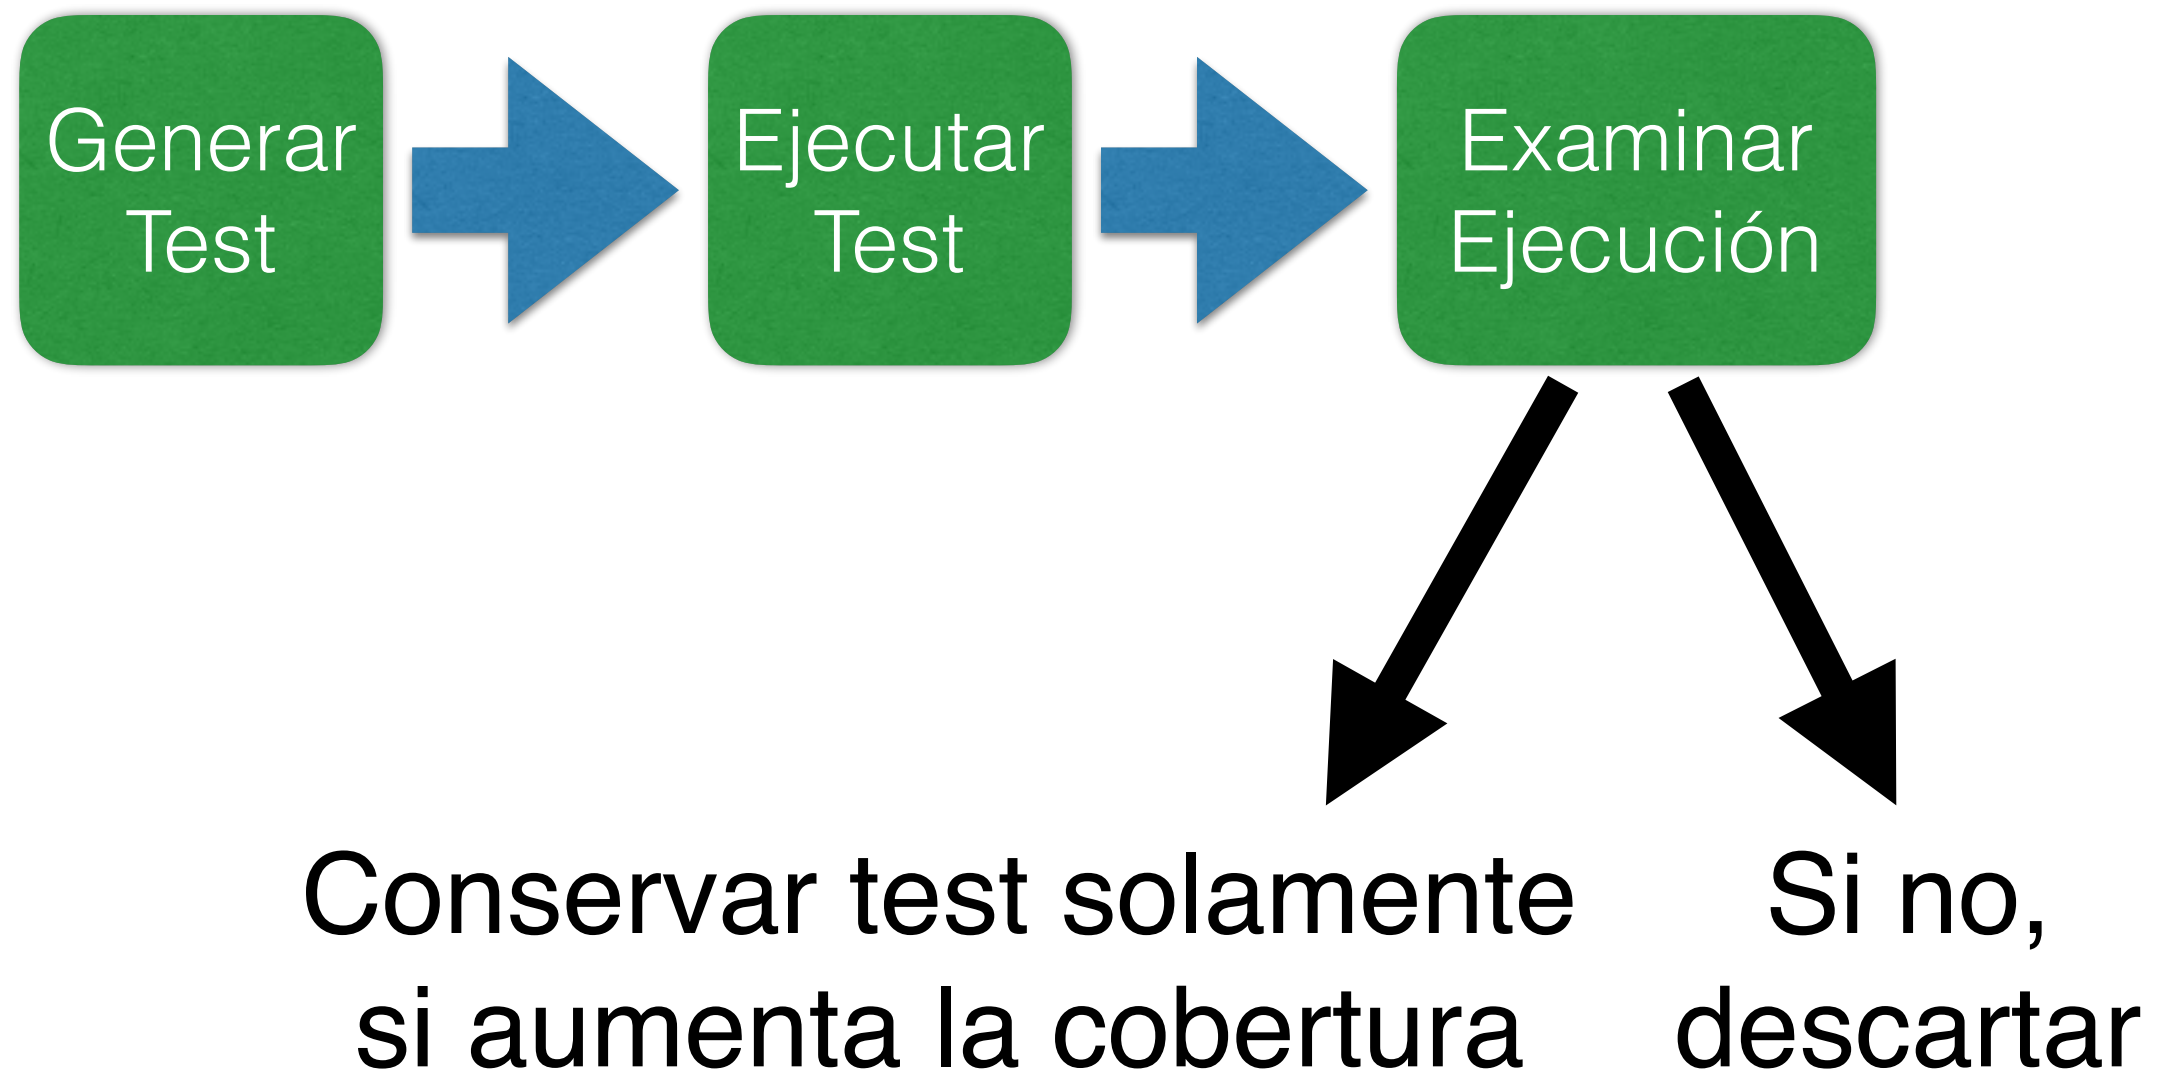 Generar
Test
Ejecutar
Test
Examinar
Ejecución
Conservar test solamente
si aumenta la cobertura
Si no,
descartar